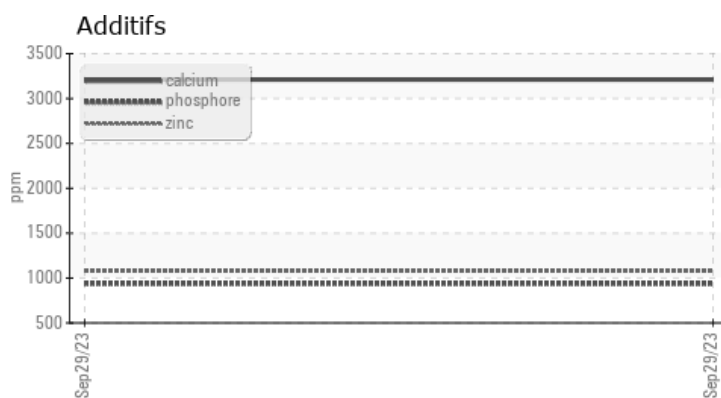 Additifs
3500
3000
2500
2000
1500
1000
500
ppm
calcium
phosphore
zinc
Sep29/23
Sep29/23